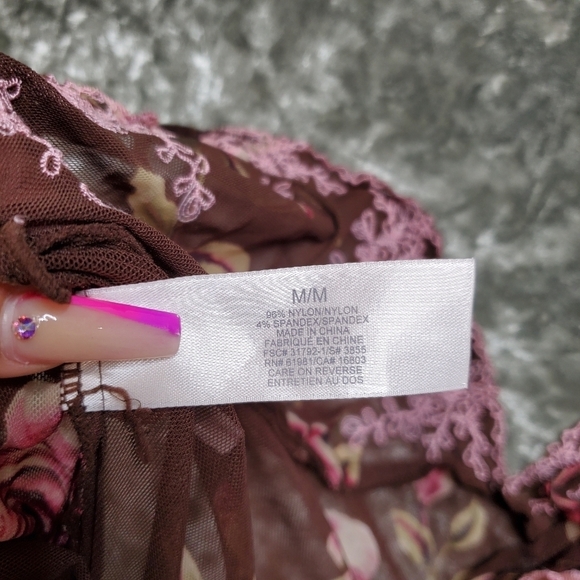 M/M
96% NYLON/NYLON
4% SPANDEX/SPANDEX
MADE IN CHINA
FABRIQUÉ EN CHINE
FSC# 31792-1/S# 3855
RN# 61981/CA# 16803
CARE ON REVERSE
ENTRETIEN AU DOS